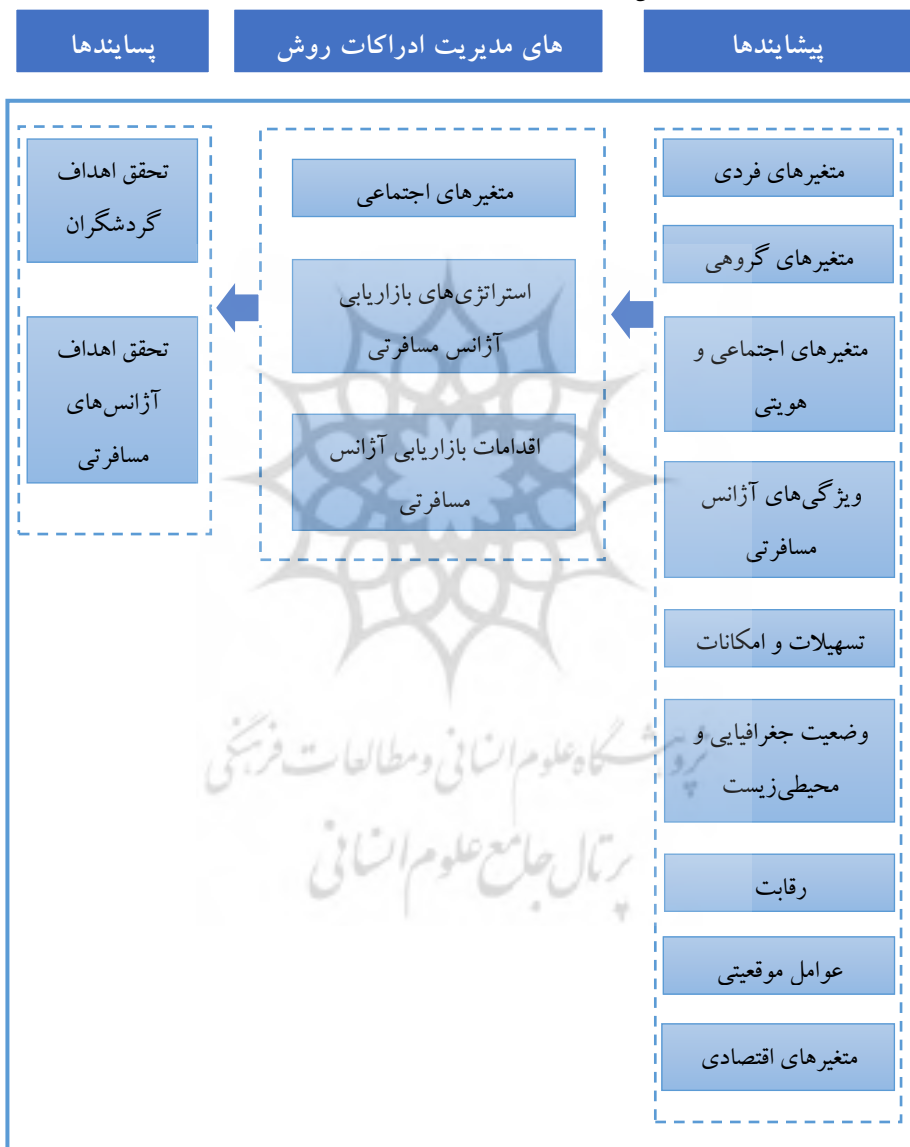 پیشایندها
های مدیریت ادراکات روش
پسایندها
متغیرهای فردی
متغیرهای گروهی
متغیرهای اجتماعی و
هویتی
ویژگی‌های آژانس
مسافرتی
تسهیلات و امکانات
وضعیت جغرافیایی و
محیطی‌زیست
رقابت
عوامل موقعیتی
متغیرهای اقتصادی
متغیرهای اجتماعی
استراتژی‌های بازاریابی
آژانس مسافرتی
اقدامات بازاریابی آژانس
مسافرتی
تحقق اهداف
گردشگران
تحقق اهداف
آژانس‌های
مسافرتی
پژوهشگاه علوم انسانی و مطالعات فرهنگی
پرتال جامع علوم انسانی